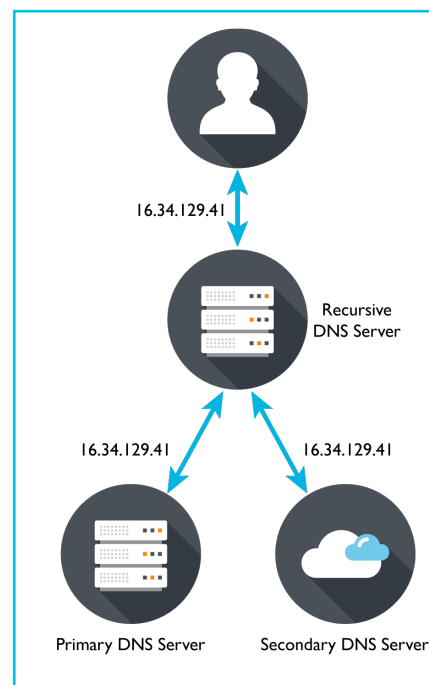 16.34.129.41
Recursive
DNS Server
16.34.129.41
16.34.129.41
Primary DNS Server
Secondary DNS Server